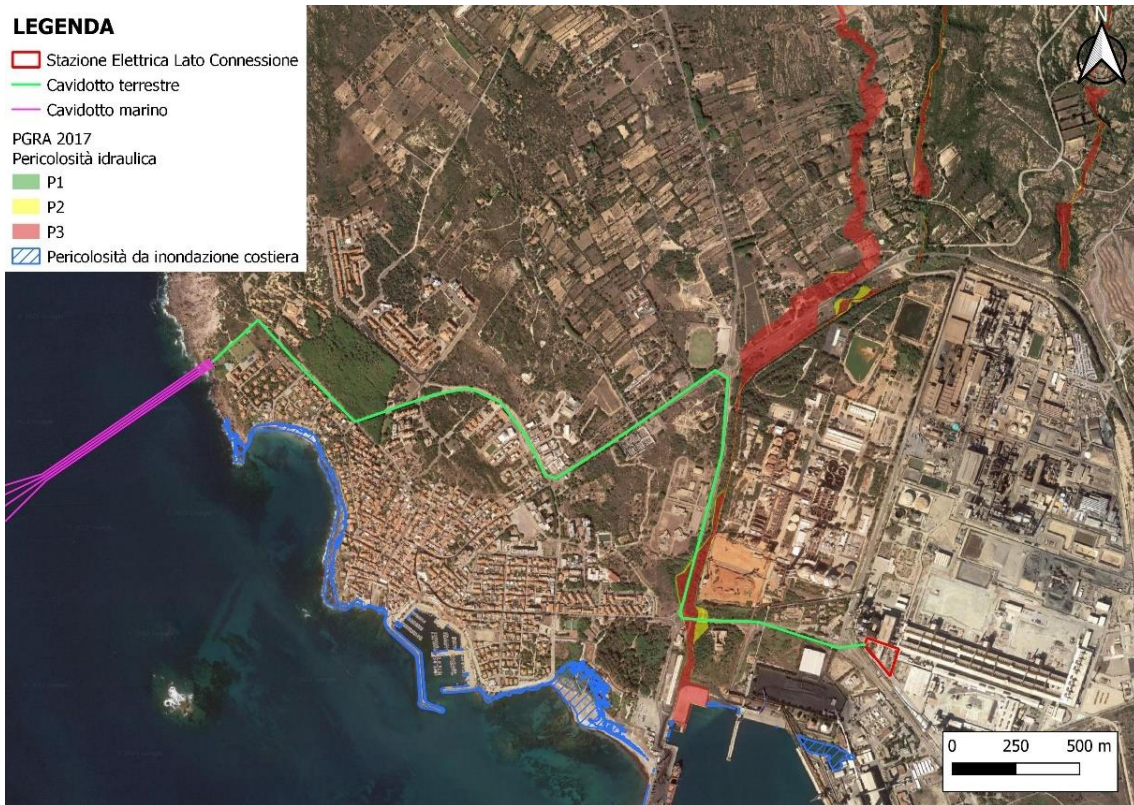 LEGENDA
Stazione Elettrica Lato Connessione
Cavidotto terrestre
Cavidotto marino
PGRA 2017
Pericolosità idraulica
P1
P2
P3
Pericolosità da inondazione costiera
N
0 250 500 m